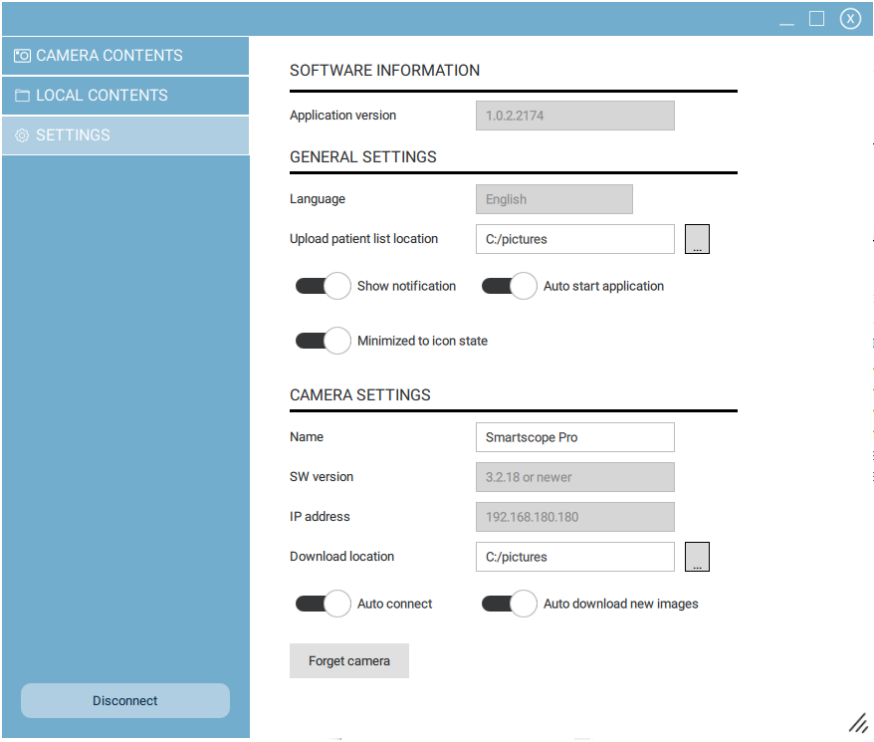 CAMERA CONTENTS
LOCAL CONTENTS
SETTINGS
Disconnect
SOFTWARE INFORMATION
Application version 1.0.2.2174
GENERAL SETTINGS
Language English
Upload patient list location C:/pictures ...
Show notification Auto start application
Minimized to icon state
CAMERA SETTINGS
Name Smartscope Pro
SW version 3.2.18 or newer
IP address 192.168.180.180
Download location C:/pictures ...
Auto connect Auto download new images
Forget camera